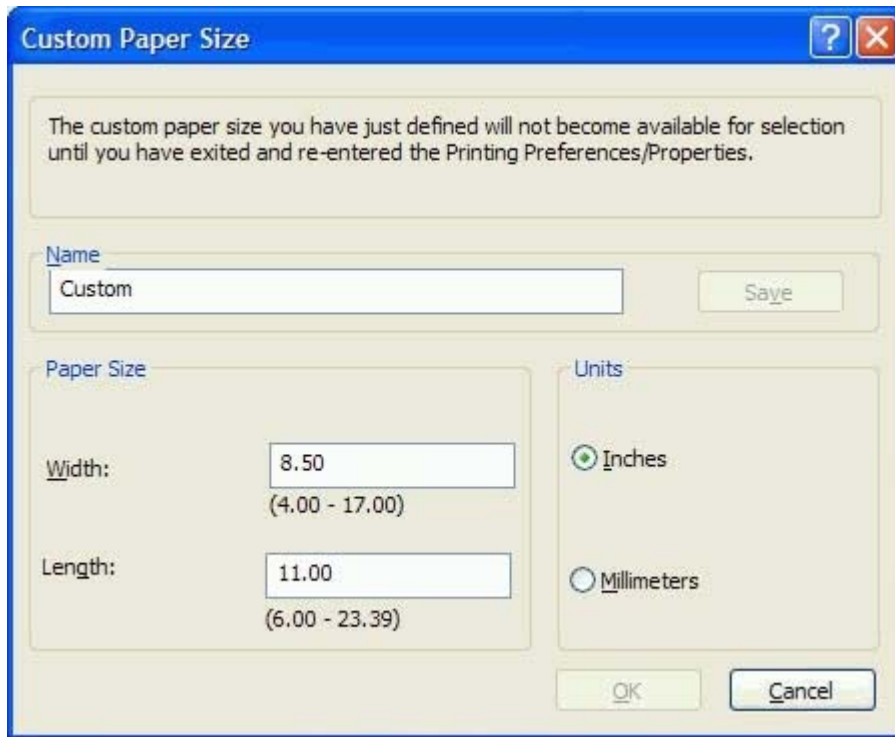 Custom Paper Size
The custom paper size you have just defined will not become available for selection
until you have exited and re-entered the Printing Preferences/Properties.
Name
Custom
Save
Paper Size
Units
Width:
8.50
(4.00 - 17.00)
Inches
Length:
11.00
(6.00 - 23.39)
Millimeters
OK
Cancel